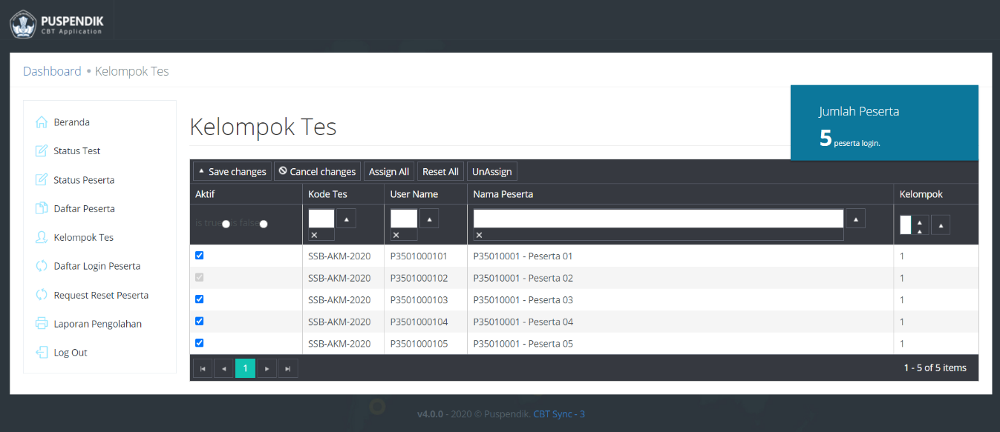 PUSPENDIK
CBT Application
Dashboard • Kelompok Tes
Jumlah Peserta
5 peserta login.
Beranda
Status Test
Status Peserta
Daftar Peserta
Kelompok Tes
Daftar Login Peserta
Request Reset Peserta
Laporan Pengolahan
Log Out
Kelompok Tes
Save changes Cancel changes Assign All Reset All UnAssign
Aktif Kode Tes User Name Nama Peserta Kelompok
is true is false
SSB-AKM-2020 P3501000101 P35010001 - Peserta 01 1
SSB-AKM-2020 P3501000102 P35010001 - Peserta 02 1
SSB-AKM-2020 P3501000103 P35010001 - Peserta 03 1
SSB-AKM-2020 P3501000104 P35010001 - Peserta 04 1
SSB-AKM-2020 P3501000105 P35010001 - Peserta 05 1
1 1 - 5 of 5 items
v4.0.0 - 2020 © Puspendik. CBT Sync - 3